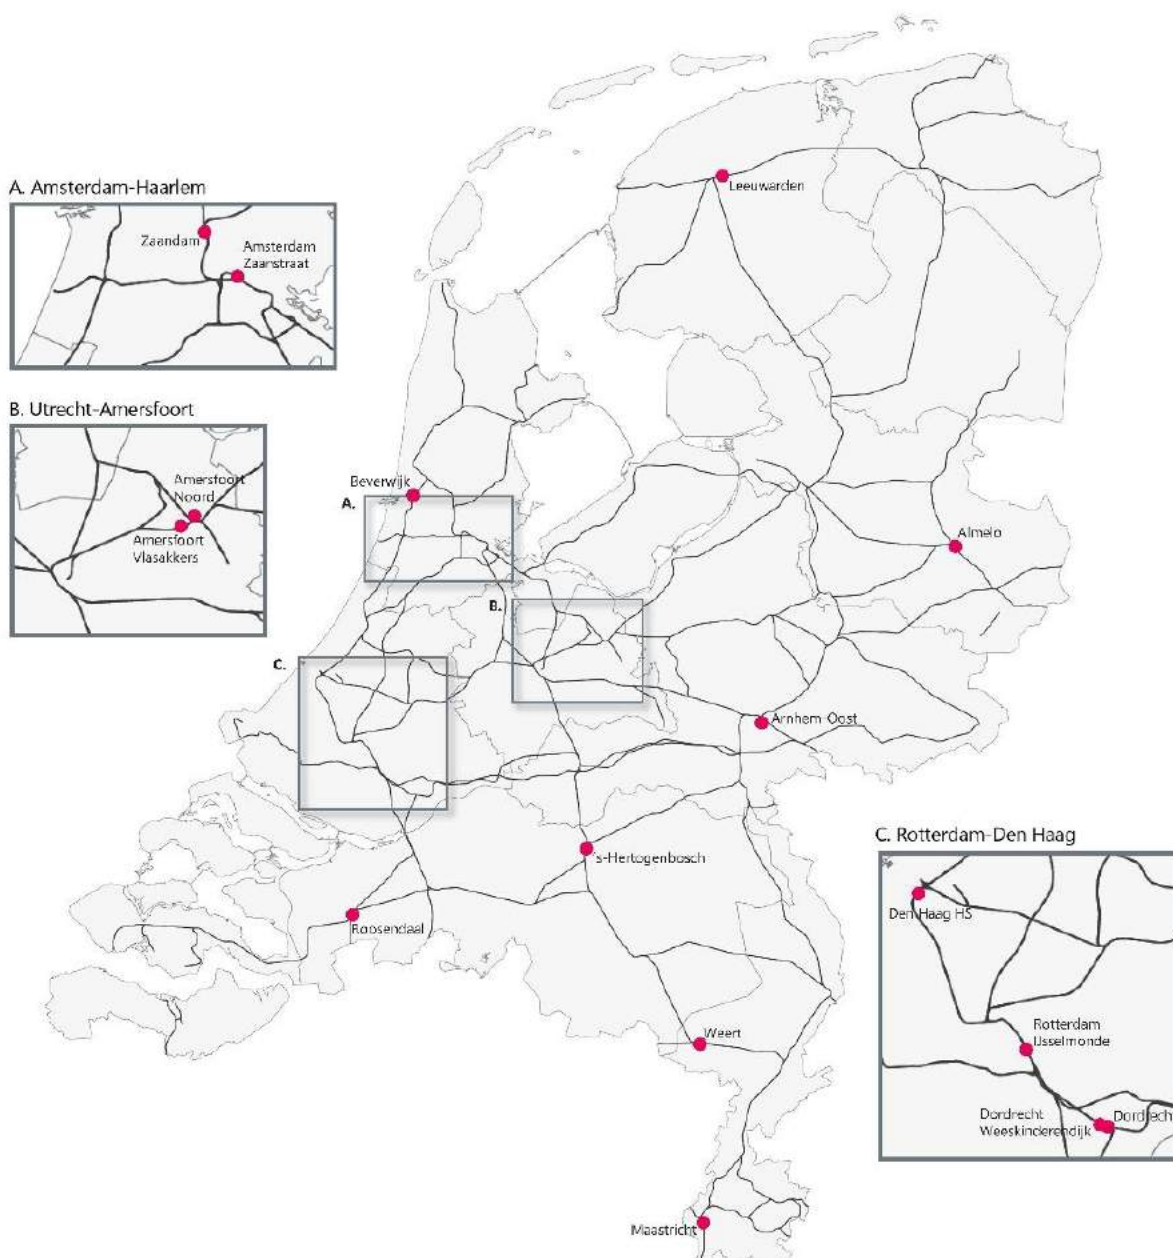 Leeuwarden
A. Amsterdam-Haarlem
Zaandam
Amsterdam
Zaanstraat
B. Utrecht-Amersfoort
Amersfoort
Noord
Amersfoort
Vlasakkers
Beverwijk
A.
Almelo
B.
C.
Arnhem-Oost
's-Hertogenbosch
C. Rotterdam-Den Haag
Den Haag HS
Roosendaal
Rotterdam
IJsselmonde
Weert
Dordrecht
Weeskinderendijk
Dordrech
Maastricht